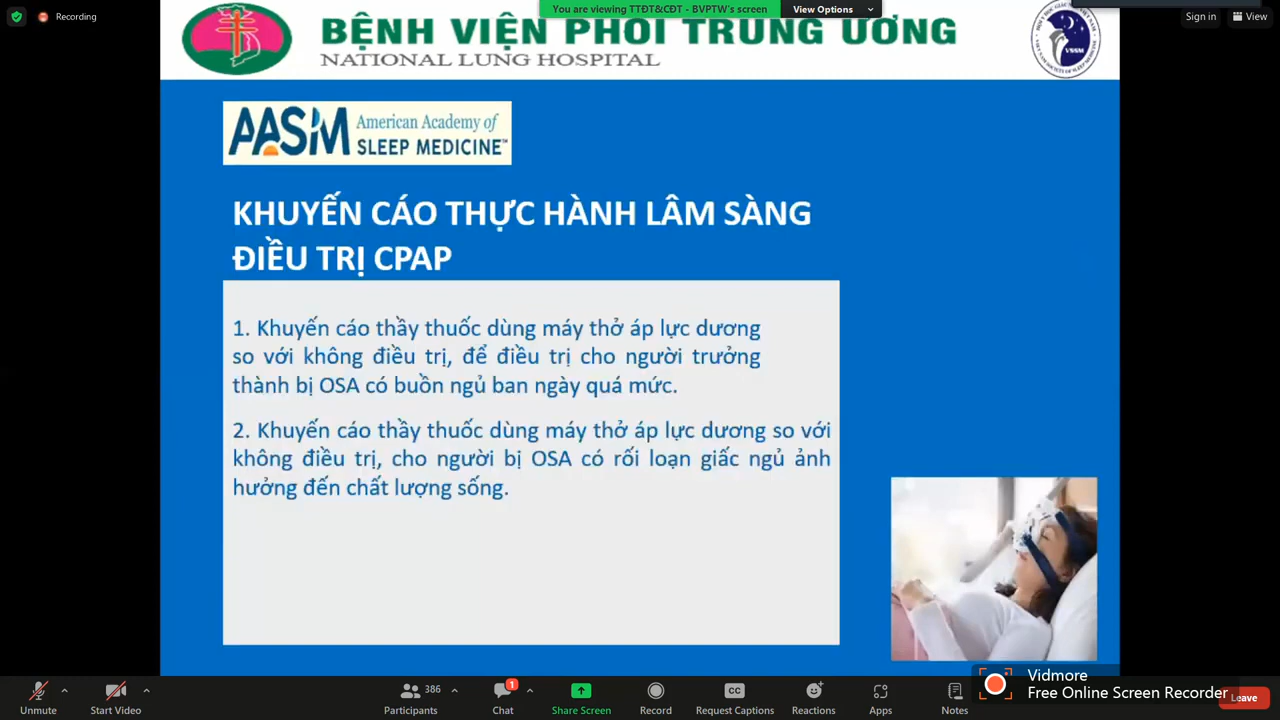 You are viewing TTĐT&CĐT - BVPTW's screen
View Options
Recording
Sign in
View
BỆNH VIỆN PHỔI TRUNG ƯƠNG
NATIONAL LUNG HOSPITAL
VSSM
AASM American Academy of
SLEEP MEDICINE™
KHUYẾN CÁO THỰC HÀNH LÂM SÀNG
ĐIỀU TRỊ CPAP
1. Khuyến cáo thầy thuốc dùng máy thở áp lực dương
so với không điều trị, để điều trị cho người trưởng
thành bị OSA có buồn ngủ ban ngày quá mức.
2. Khuyến cáo thầy thuốc dùng máy thở áp lực dương so với
không điều trị, cho người bị OSA có rối loạn giấc ngủ ảnh
hưởng đến chất lượng sống.
Vidmore
Free Online Screen Recorder
386
1
CC
Unmute
Start Video
Participants
Chat
Share Screen
Record
Request Captions
Reactions
Apps
Notes
Leave